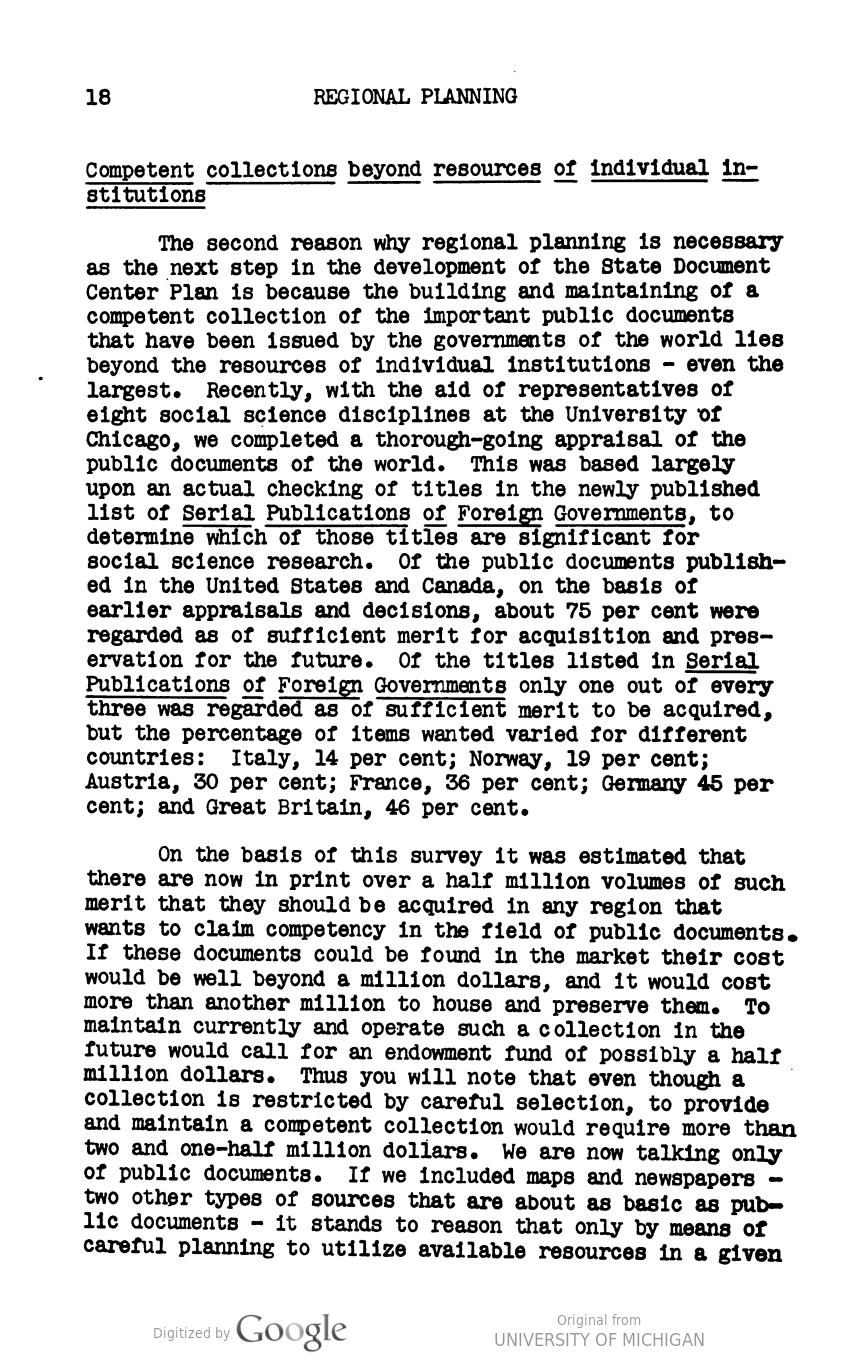 18 REGIONAL PLANNING
Competent collections beyond resources of individual in-
stitutions
The second reason why regional planning is necessary
as the next step in the development of the State Document
Center Plan is because the building and maintaining of a
competent collection of the important public documents
that have been issued by the governments of the world lies
beyond the resources of individual institutions - even the
largest. Recently, with the aid of representatives of
eight social science disciplines at the University of
Chicago, we completed a thorough-going appraisal of the
public documents of the world. This was based largely
upon an actual checking of titles in the newly published
list of Serial Publications of Foreign Governments, to
determine which of those titles are significant for
social science research. Of the public documents publish-
ed in the United States and Canada, on the basis of
earlier appraisals and decisions, about 75 per cent were
regarded as of sufficient merit for acquisition and pres-
ervation for the future. Of the titles listed in Serial
Publications of Foreign Governments only one out of every
three was regarded as of sufficient merit to be acquired,
but the percentage of items wanted varied for different
countries: Italy, 14 per cent; Norway, 19 per cent;
Austria, 30 per cent; France, 36 per cent; Germany 45 per
cent; and Great Britain, 46 per cent.
On the basis of this survey it was estimated that
there are now in print over a half million volumes of such
merit that they should be acquired in any region that
wants to claim competency in the field of public documents.
If these documents could be found in the market their cost
would be well beyond a million dollars, and it would cost
more than another million to house and preserve them. To
maintain currently and operate such a collection in the
future would call for an endowment fund of possibly a half
million dollars. Thus you will note that even though a
collection is restricted by careful selection, to provide
and maintain a competent collection would require more than
two and one-half million dollars. We are now talking only
of public documents. If we included maps and newspapers -
two other types of sources that are about as basic as pub-
lic documents - it stands to reason that only by means of
careful planning to utilize available resources in a given
Digitized by Google
Original from
UNIVERSITY OF MICHIGAN